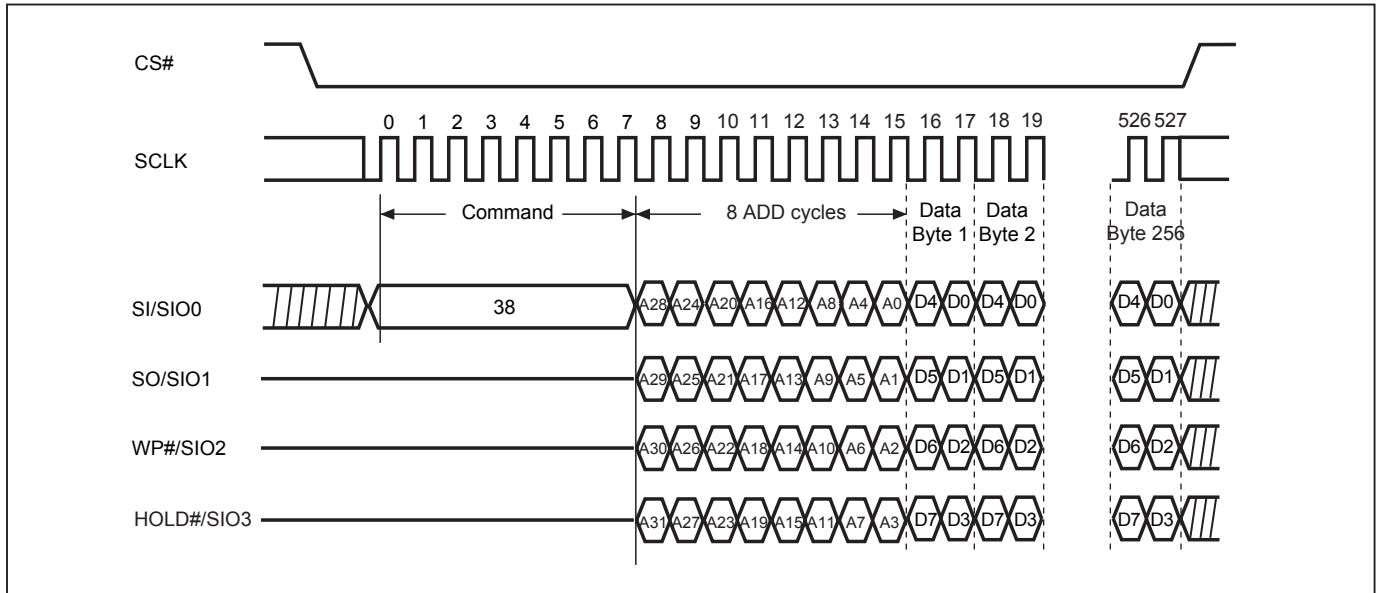 CS#
0 1 2 3 4 5 6 7 8 9 10 11 12 13 14 15 16 17 18 19 526 527
SCLK
Command 8 ADD cycles Data Data Data
Byte 1 Byte 2 Byte 256
SI/SIO0 38 A28 A24 A20 A16 A12 A8 A4 A0 D4 D0 D4 D0 D4 D0
SO/SIO1 A29 A25 A21 A17 A13 A9 A5 A1 D5 D1 D5 D1 D5 D1
WP#/SIO2 A30 A26 A22 A18 A14 A10 A6 A2 D6 D2 D6 D2 D6 D2
HOLD#/SIO3 A31 A27 A23 A19 A15 A11 A7 A3 D7 D3 D7 D3 D7 D3